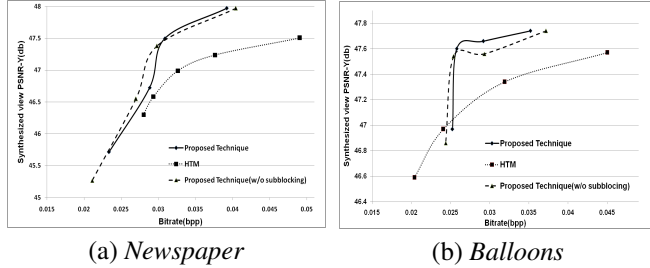 Synthesized view PSNR-Y(db)
48
47.5
47
46.5
46
45.5
45
0.015 0.02 0.025 0.03 0.035 0.04 0.045 0.05
Bitrate(bpp)
Proposed Technique
HTM
Proposed Technique(w/o subblocking)
(a) Newspaper
Synthesized view PSNR-Y(db)
47.8
47.6
47.4
47.2
47
46.8
46.6
46.4
0.015 0.02 0.025 0.03 0.035 0.04 0.045
Bitrate(bpp)
Proposed Technique
HTM
Proposed Technique(w/o sublocing)
(b) Balloons